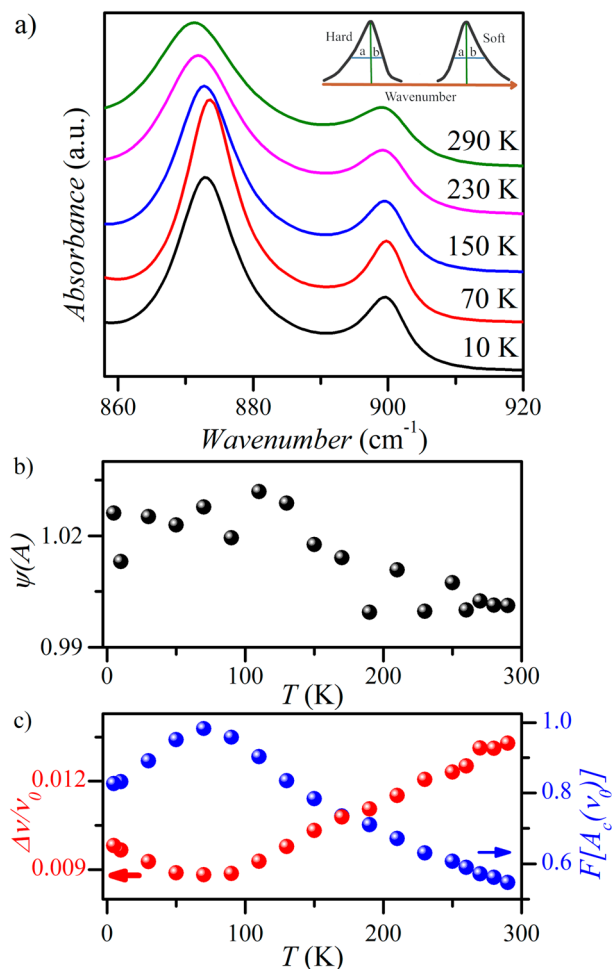 a)
Hard
Soft
a b
a b
Wavenumber
290 K
230 K
150 K
70 K
10 K
Absorbance (a.u.)
860 880 900 920
Wavenumber (cm⁻¹)
b)
1.02
0.99
ψ(A)
0 100 200 300
T (K)
c)
0.012
0.009
Δν/ν₀
1.0
0.8
0.6
F[A_c(ν₀)]
0 100 200 300
T (K)